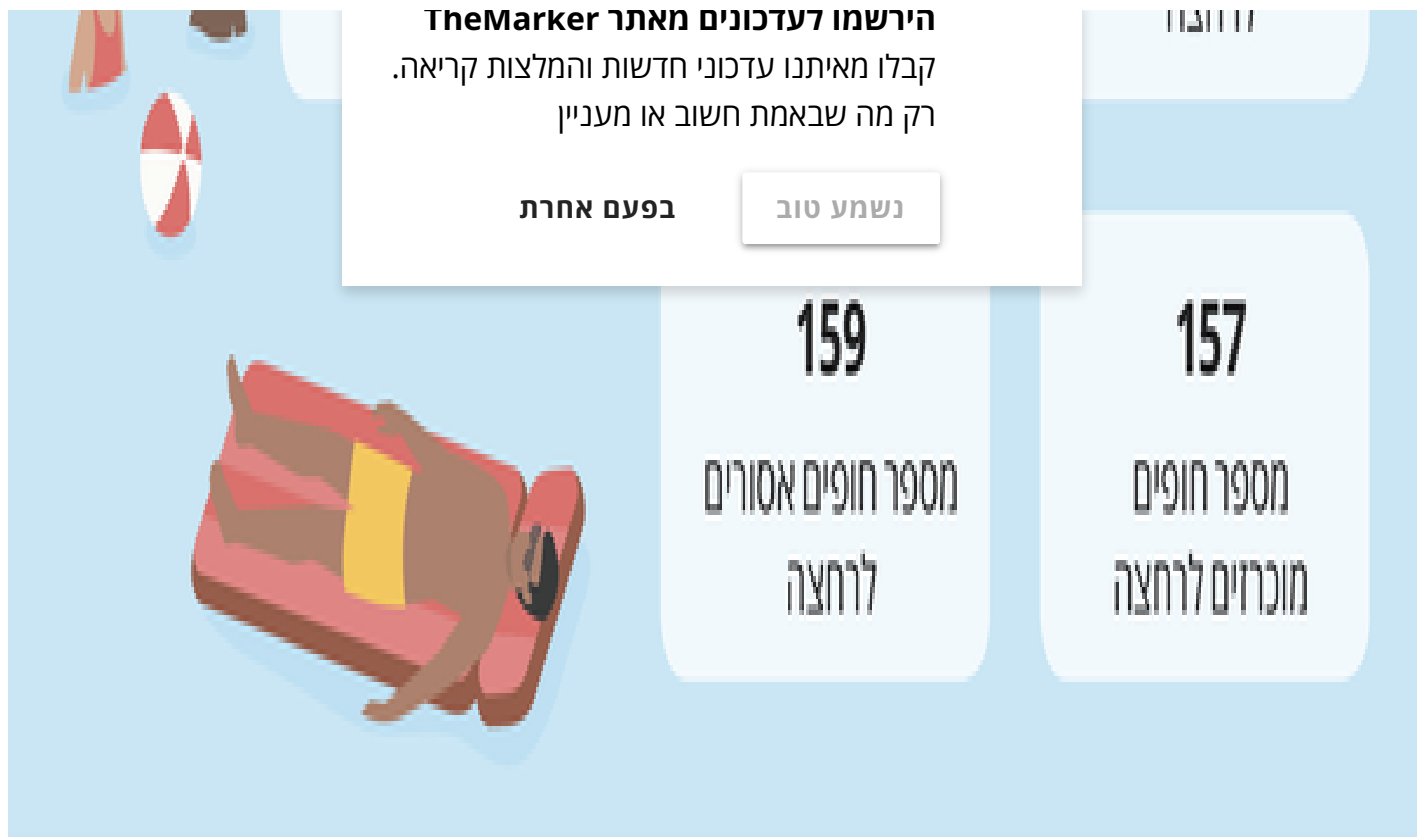 הירשמו לעדכונים מאתר TheMarker
קבלו מאיתנו עדכוני חדשות והמלצות קריאה.
רק מה שבאמת חשוב או מעניין
נשמע טוב
בפעם אחרת
לרחצה
157
מספר חופים
מוכרזים לרחצה
159
מספר חופים אסורים
לרחצה